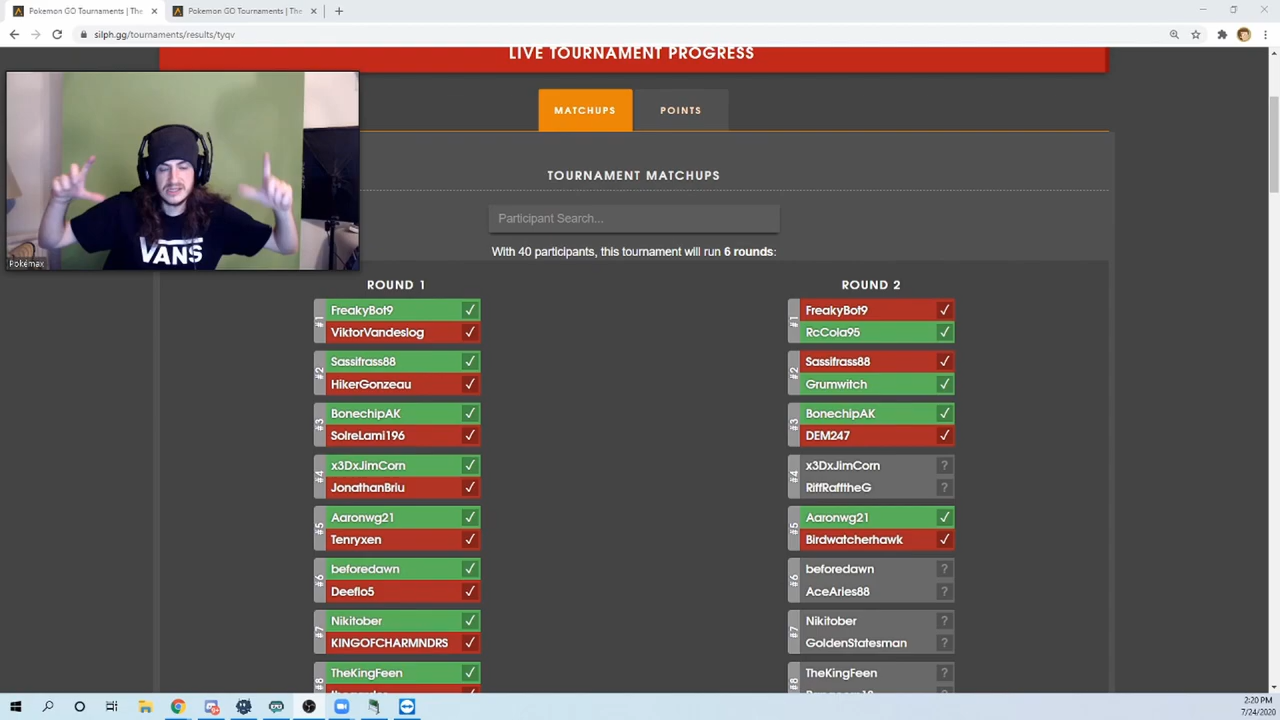 Pokemon GO Tournaments | The
Pokemon GO Tournaments | The
silph.gg/tournaments/results/tyqv
LIVE TOURNAMENT PROGRESS
MATCHUPS
POINTS
TOURNAMENT MATCHUPS
Participant Search...
With 40 participants, this tournament will run 6 rounds:
VANS
Pokémax
ROUND 1
#1
FreakyBot9
ViktorVandeslog
#2
Sassifrass88
HikerGonzeau
#3
BonechipAK
SolreLami196
#4
x3DxJimCorn
JonathanBriu
#5
Aaronwg21
Tenryxen
#6
beforedawn
Deeflo5
#7
Nikitober
KINGOFCHARMNDRS
#8
TheKingFeen
ROUND 2
#1
FreakyBot9
RcCola95
#2
Sassifrass88
Grumwitch
#3
BonechipAK
DEM247
#4
x3DxJimCorn ?
RiffRafftheG ?
#5
Aaronwg21
Birdwatcherhawk
#6
beforedawn ?
AceAries88 ?
#7
Nikitober ?
GoldenStatesman ?
#8
TheKingFeen ?
2:20 PM
7/24/2020